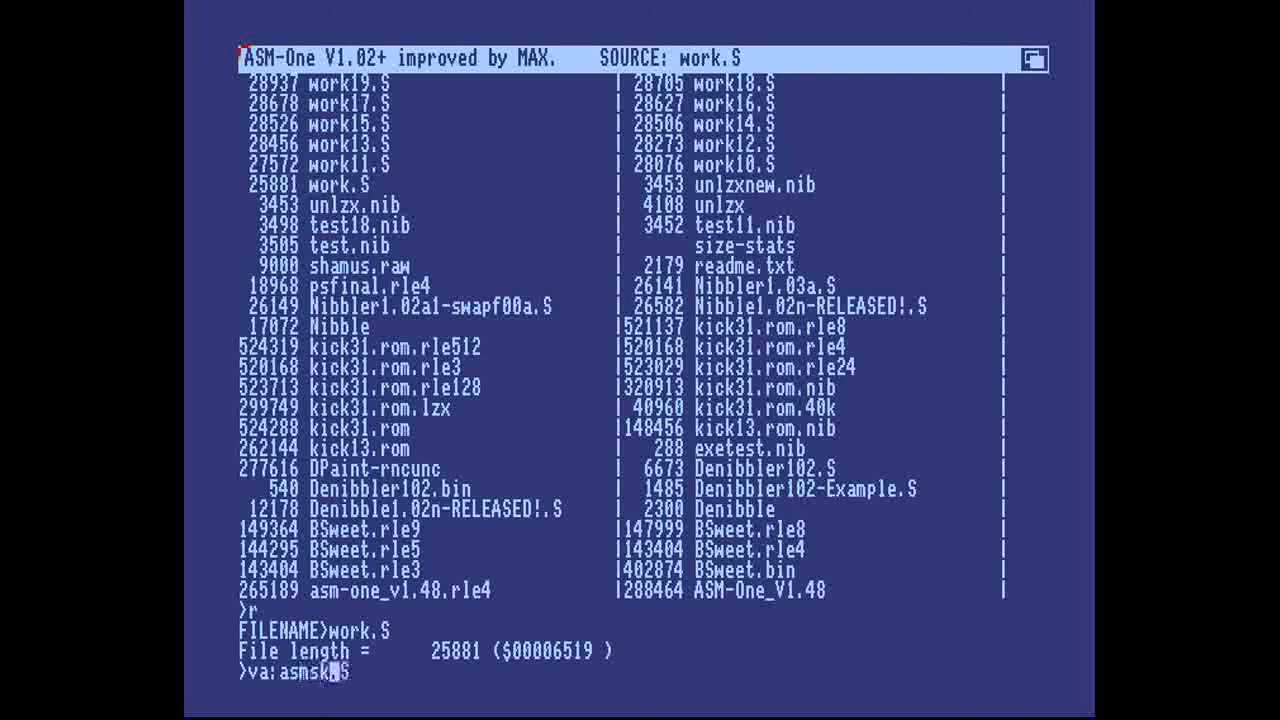 ASM-One V1.02+ improved by MAX. SOURCE: work.S
28937 work19.S | 28705 work18.S |
28678 work17.S | 28627 work16.S |
28526 work15.S | 28506 work14.S |
28456 work13.S | 28273 work12.S |
27572 work11.S | 28076 work10.S |
25881 work.S | 3453 unlzxnew.nib |
3453 unlzx.nib | 4108 unlzx |
3498 test18.nib | 3452 test11.nib |
3505 test.nib | size-stats |
9000 shamus.raw | 2179 readme.txt |
18968 psfinal.rle4 | 26141 Nibbler1.03a.S |
26149 Nibbler1.02a1-swapf00a.S | 26582 Nibble1.02n-RELEASED!.S |
17072 Nibble |521137 kick31.rom.rle8 |
524319 kick31.rom.rle512 |520168 kick31.rom.rle4 |
520168 kick31.rom.rle3 |523029 kick31.rom.rle24 |
523713 kick31.rom.rle128 |320913 kick31.rom.nib |
299749 kick31.rom.lzx | 40960 kick31.rom.40k |
524288 kick31.rom |148456 kick13.rom.nib |
262144 kick13.rom | 288 exetest.nib |
277616 DPaint-rncunc | 6673 Denibbler102.S |
540 Denibbler102.bin | 1485 Denibbler102-Example.S |
12178 Denibble1.02n-RELEASED!.S | 2300 Denibble |
149364 BSweet.rle9 |147999 BSweet.rle8 |
144295 BSweet.rle5 |143404 BSweet.rle4 |
143404 BSweet.rle3 |402874 BSweet.bin |
265189 asm-one_v1.48.rle4 |288464 ASM-One_V1.48 |
>r
FILENAME>work.S
File length = 25881 ($00006519 )
>va:asmsk.S